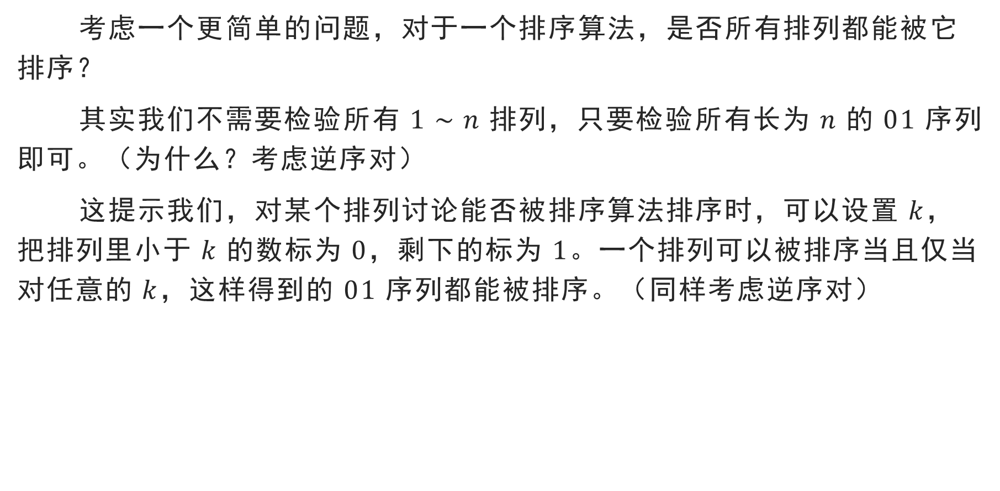 考虑一个更简单的问题，对于一个排序算法，是否所有排列都能被它
排序？
其实我们不需要检验所有 1 ~ n 排列，只要检验所有长为 n 的 01 序列
即可。（为什么？考虑逆序对）
这提示我们，对某个排列讨论能否被排序算法排序时，可以设置 k，
把排列里小于 k 的数标为 0，剩下的标为 1。一个排列可以被排序当且仅当
对任意的 k，这样得到的 01 序列都能被排序。（同样考虑逆序对）